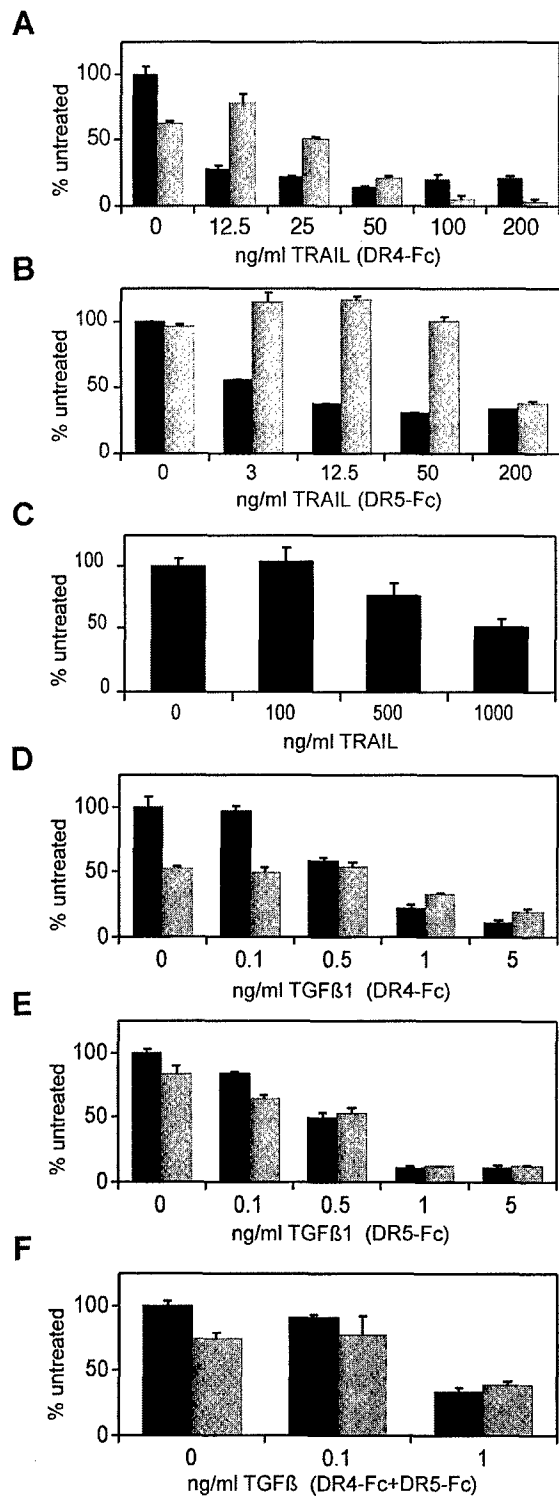 A
% untreated
100
50
0
0 12.5 25 50 100 200
ng/ml TRAIL (DR4-Fc)
B
% untreated
100
50
0
0 3 12.5 50 200
ng/ml TRAIL (DR5-Fc)
C
% untreated
100
50
0
0 100 500 1000
ng/ml TRAIL
D
% untreated
100
50
0
0 0.1 0.5 1 5
ng/ml TGFß1 (DR4-Fc)
E
% untreated
100
50
0
0 0.1 0.5 1 5
ng/ml TGFß1 (DR5-Fc)
F
% untreated
100
50
0
0 0.1 1
ng/ml TGFß (DR4-Fc+DR5-Fc)